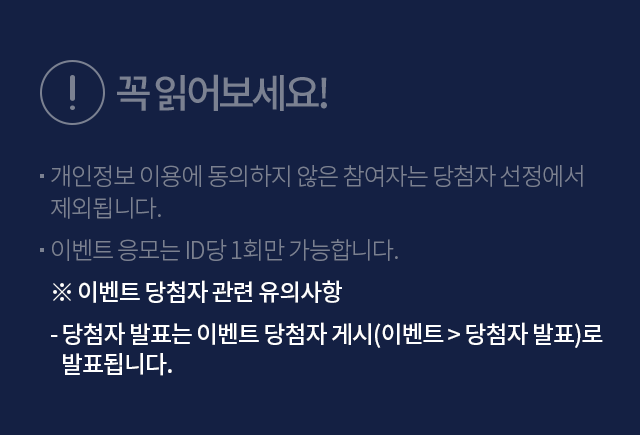 ! 꼭 읽어보세요!
· 개인정보 이용에 동의하지 않은 참여자는 당첨자 선정에서
제외됩니다.
· 이벤트 응모는 ID당 1회만 가능합니다.
※ 이벤트 당첨자 관련 유의사항
- 당첨자 발표는 이벤트 당첨자 게시(이벤트 > 당첨자 발표)로
발표됩니다.